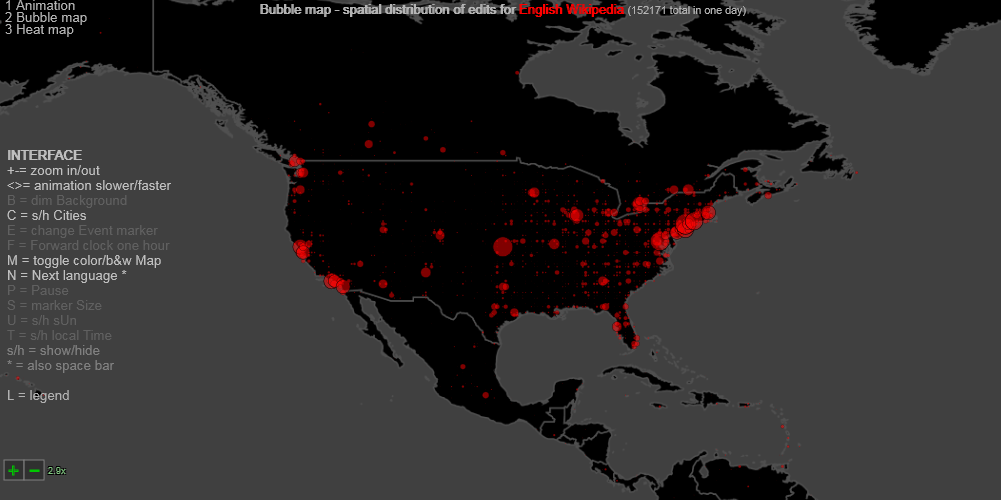 1 Animation
2 Bubble map
3 Heat map
Bubble map - spatial distribution of edits for English Wikipedia (152171 total in one day)
INTERFACE
+-= zoom in/out
<>= animation slower/faster
B = dim Background
C = s/h Cities
E = change Event marker
F = Forward clock one hour
M = toggle color/b&w Map
N = Next language *
P = Pause
S = marker Size
U = s/h sUn
T = s/h local Time
s/h = show/hide
* = also space bar
L = legend
+ − 2.9x